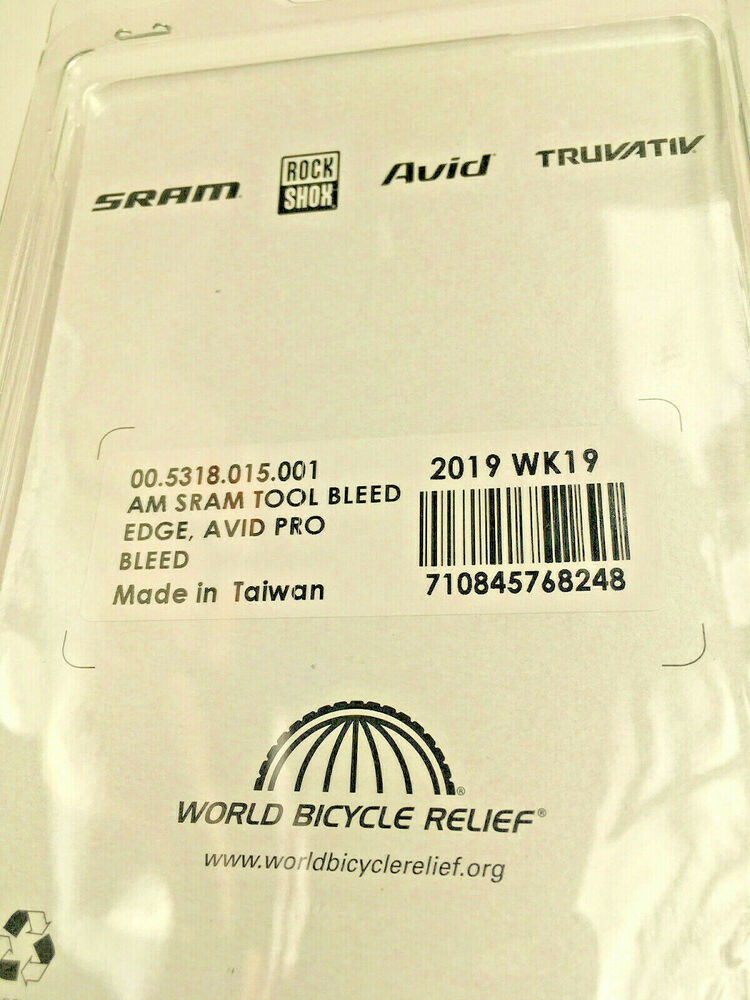 SRAM
ROCK
SHOX
Avid
TRUVATIV
00.5318.015.001
AM SRAM TOOL BLEED
EDGE, AVID PRO
BLEED
Made in Taiwan
2019 WK19
710845768248
WORLD BICYCLE RELIEF®
www.worldbicyclerelief.org